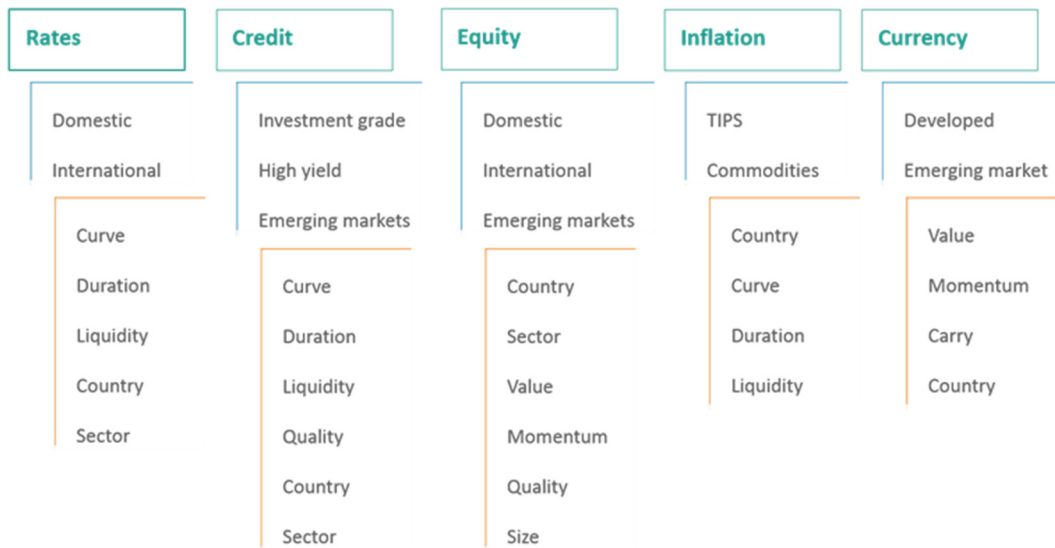 Rates
Domestic
International
Curve
Duration
Liquidity
Country
Sector
Credit
Investment grade
High yield
Emerging markets
Curve
Duration
Liquidity
Quality
Country
Sector
Equity
Domestic
International
Emerging markets
Country
Sector
Value
Momentum
Quality
Size
Inflation
TIPS
Commodities
Country
Curve
Duration
Liquidity
Currency
Developed
Emerging market
Value
Momentum
Carry
Country